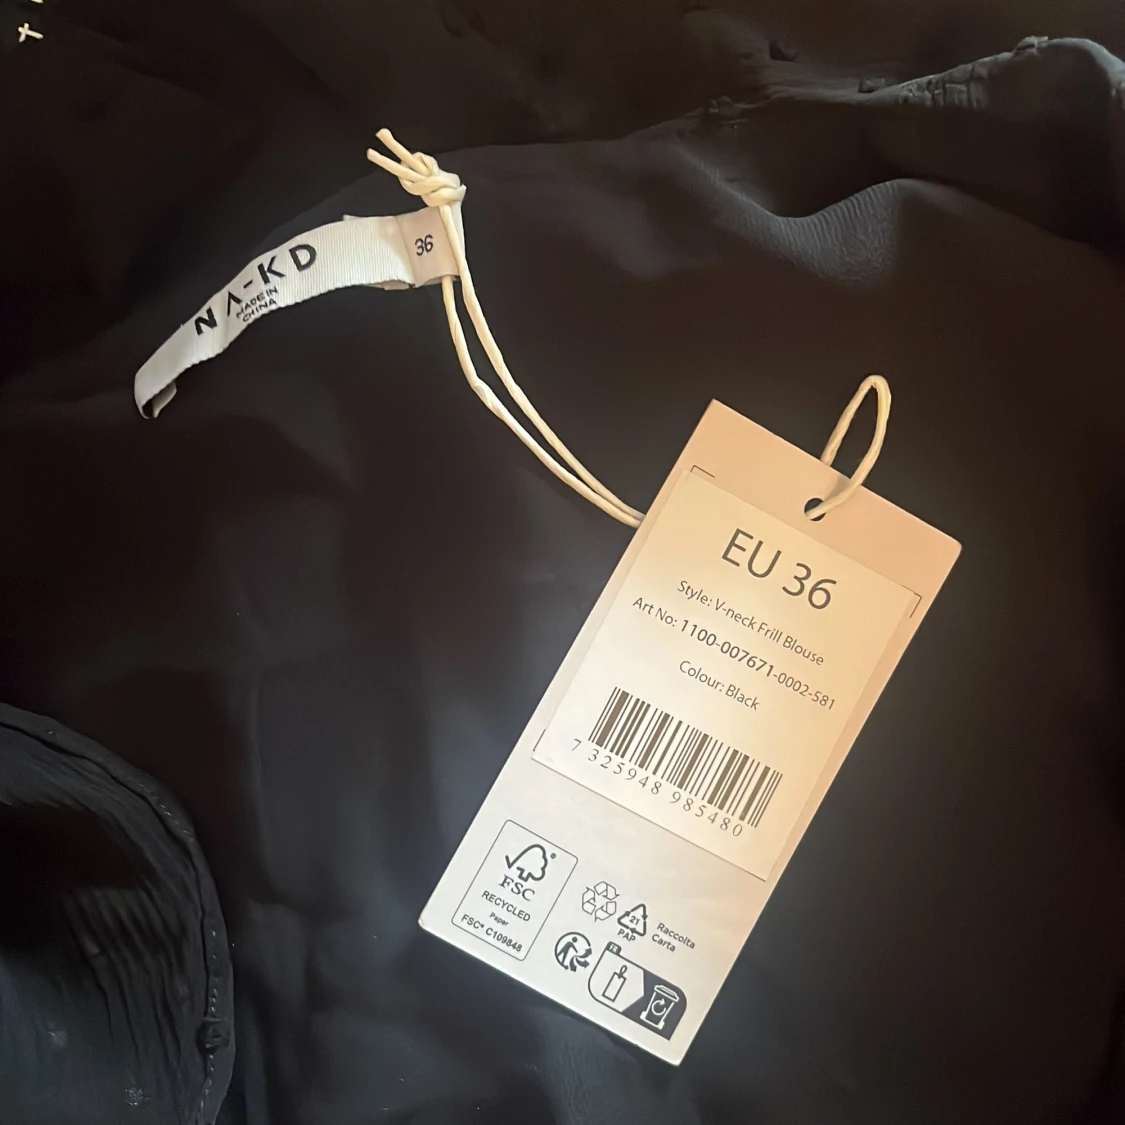 NA-KD
MADE IN
CHINA
36
EU 36
Style: V-neck Frill Blouse
Art No: 1100-007671-0002-581
Colour: Black
7 325948 985480
FSC
RECYCLED
Paper
FSC® C109848
21
PAP
Raccolta
Carta
FR